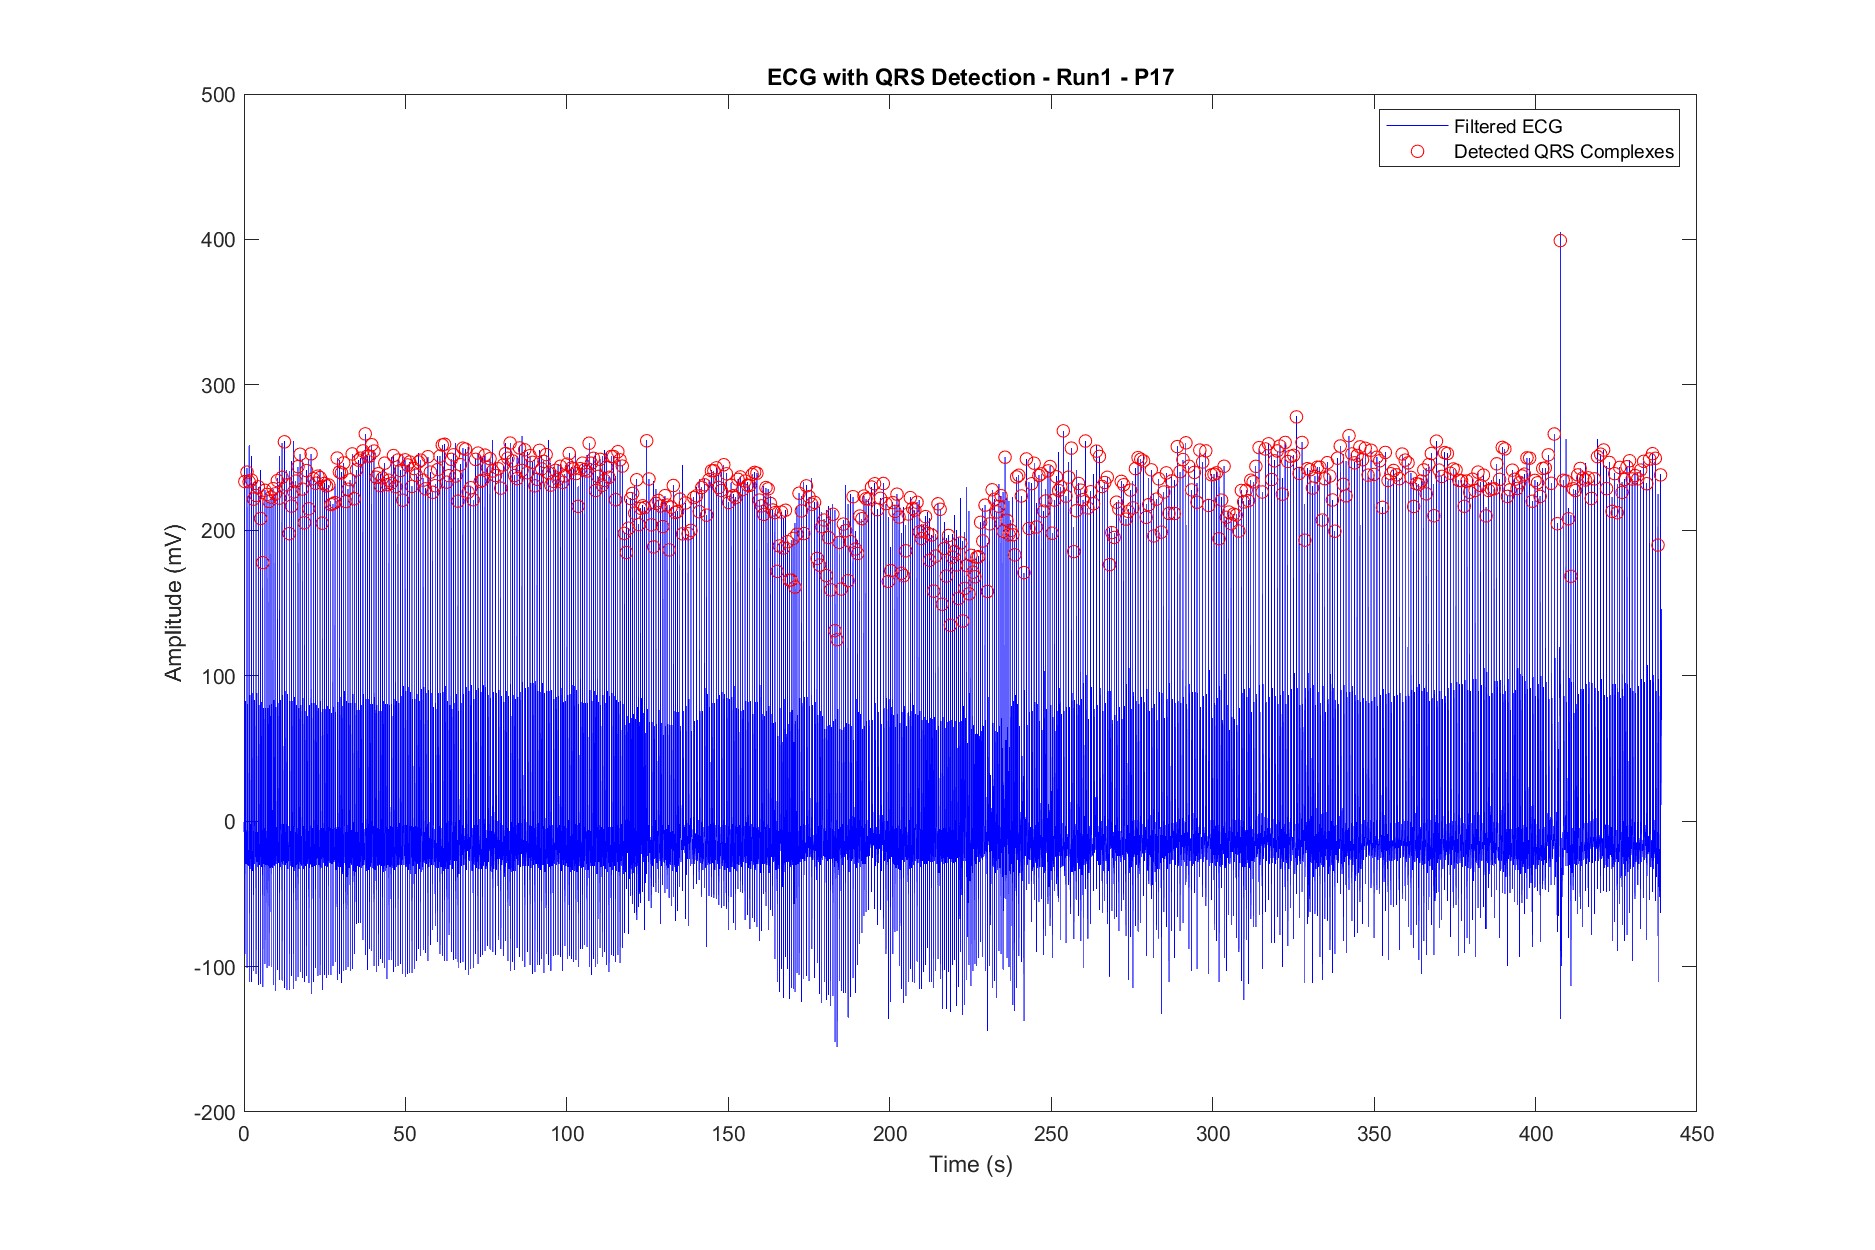 ECG with QRS Detection - Run1 - P17
Filtered ECG
Detected QRS Complexes
500
400
300
200
100
0
-100
-200
Amplitude (mV)
0 50 100 150 200 250 300 350 400 450
Time (s)